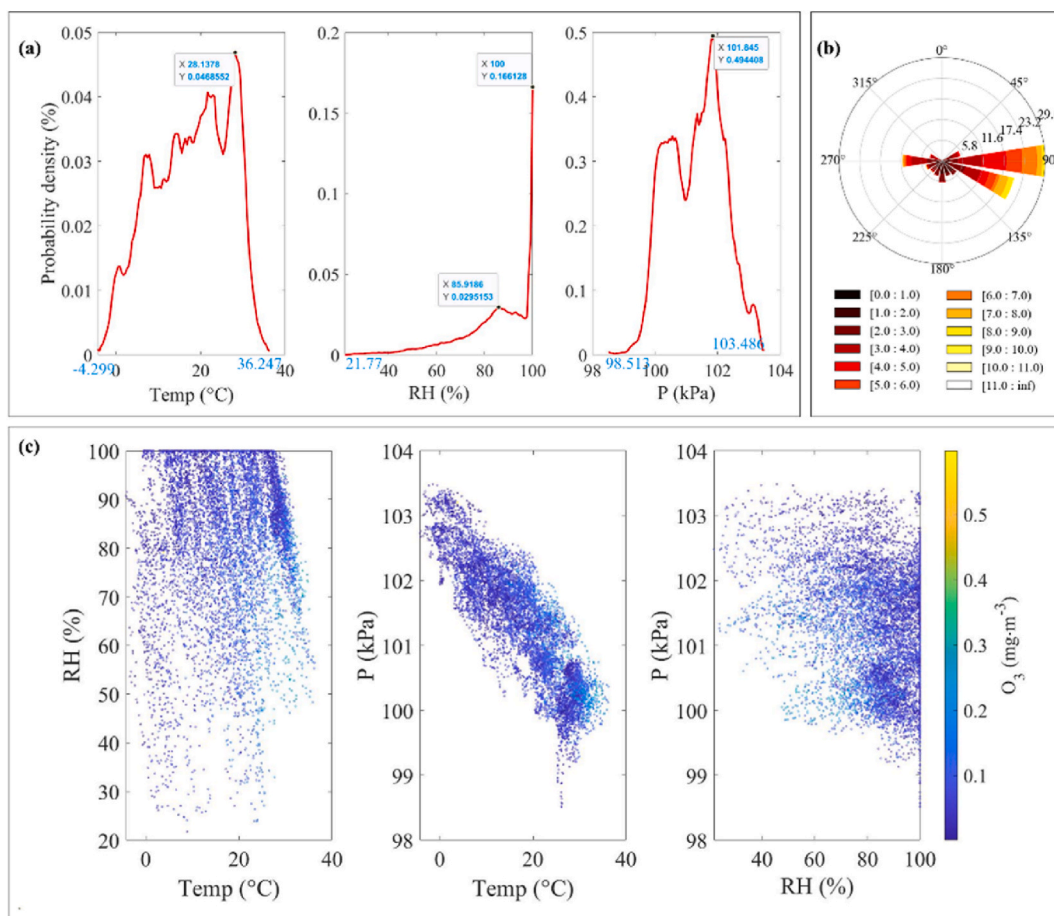 (a)
0.05
0.04
0.03
0.02
0.01
0
Probability density (%)
X 28.1378
Y 0.0468552
-4.299
0
20
36.247
40
Temp (°C)
0.2
0.15
0.1
0.05
0
X 100
Y 0.166128
X 85.9186
Y 0.0295153
21.77
40
60
80
100
RH (%)
0.5
0.4
0.3
0.2
0.1
0
X 101.845
Y 0.494408
98.513
103.486
98
100
102
104
P (kPa)
(b)
0°
315°
45°
270°
5.8
11.6
17.4
23.2
29.
90
225°
135°
180°
[0.0 : 1.0)
[1.0 : 2.0)
[2.0 : 3.0)
[3.0 : 4.0)
[4.0 : 5.0)
[5.0 : 6.0)
[6.0 : 7.0)
[7.0 : 8.0)
[8.0 : 9.0)
[9.0 : 10.0)
[10.0 : 11.0)
[11.0 : inf)
(c)
100
90
80
70
60
50
40
30
20
RH (%)
0
20
40
Temp (°C)
104
103
102
101
100
99
98
P (kPa)
0
20
40
Temp (°C)
104
103
102
101
100
99
98
P (kPa)
40
60
80
100
RH (%)
0.5
0.4
0.3
0.2
0.1
O3 (mg·m-3)